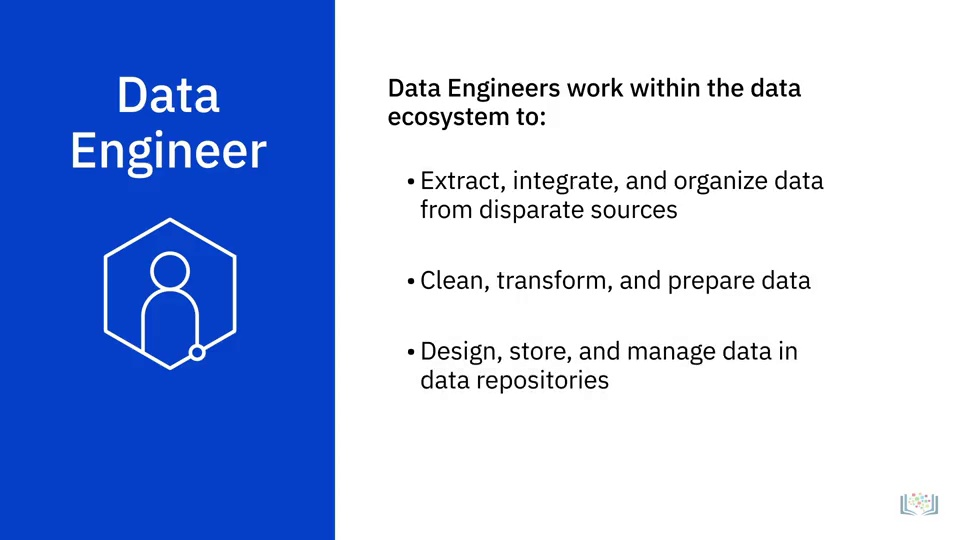 Data
Engineer
Data Engineers work within the data
ecosystem to:
• Extract, integrate, and organize data
from disparate sources
• Clean, transform, and prepare data
• Design, store, and manage data in
data repositories